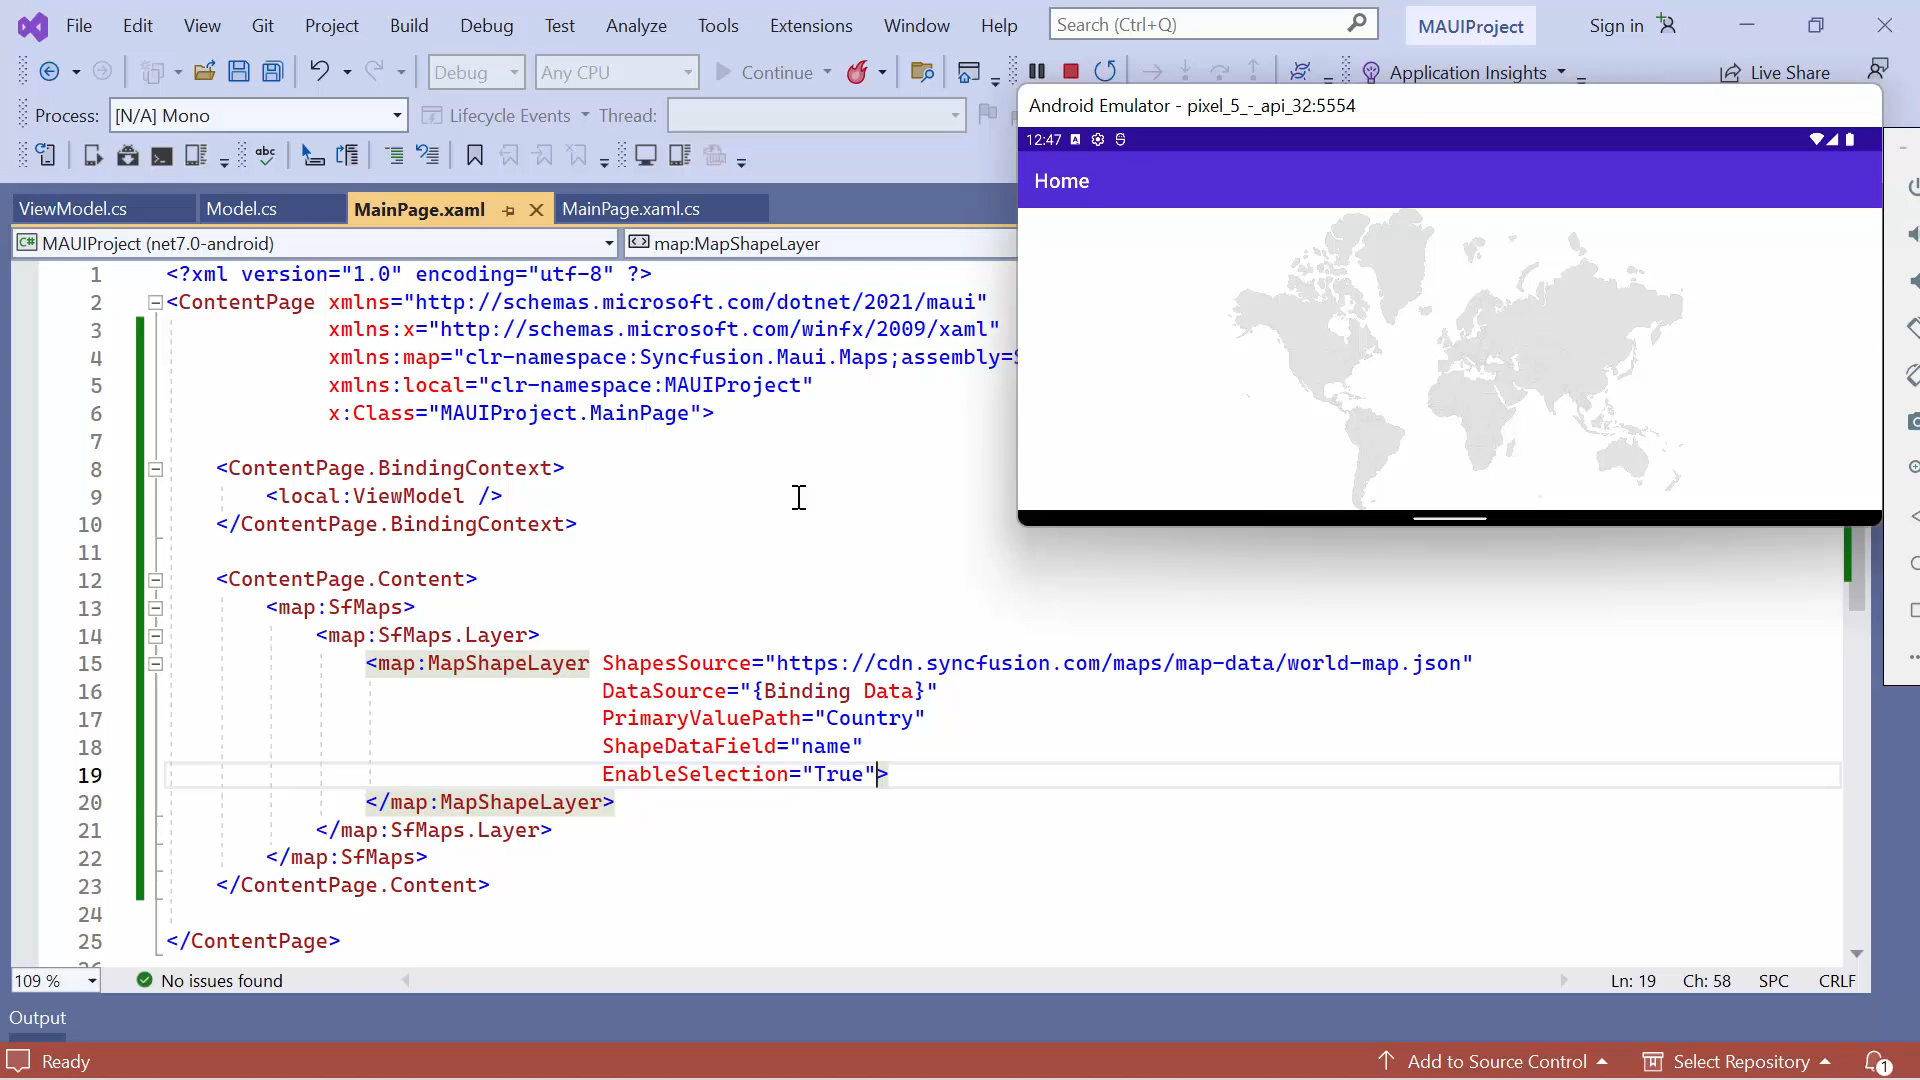 File Edit View Git Project Build Debug Test Analyze Tools Extensions Window Help Search (Ctrl+Q) MAUIProject Sign in
Debug Any CPU Continue Application Insights Live Share
Process: [N/A] Mono Lifecycle Events Thread:
Android Emulator - pixel_5_-_api_32:5554
12:47
Home
ViewModel.cs Model.cs MainPage.xaml MainPage.xaml.cs
MAUIProject (net7.0-android) map:MapShapeLayer
1 <?xml version="1.0" encoding="utf-8" ?>
2 <ContentPage xmlns="http://schemas.microsoft.com/dotnet/2021/maui"
3 xmlns:x="http://schemas.microsoft.com/winfx/2009/xaml"
4 xmlns:map="clr-namespace:Syncfusion.Maui.Maps;assembly=
5 xmlns:local="clr-namespace:MAUIProject"
6 x:Class="MAUIProject.MainPage">
7
8 <ContentPage.BindingContext>
9 <local:ViewModel />
10 </ContentPage.BindingContext>
11
12 <ContentPage.Content>
13 <map:SfMaps>
14 <map:SfMaps.Layer>
15 <map:MapShapeLayer ShapesSource="https://cdn.syncfusion.com/maps/map-data/world-map.json"
16 DataSource="{Binding Data}"
17 PrimaryValuePath="Country"
18 ShapeDataField="name"
19 EnableSelection="True">
20 </map:MapShapeLayer>
21 </map:SfMaps.Layer>
22 </map:SfMaps>
23 </ContentPage.Content>
24
25 </ContentPage>
109 % No issues found Ln: 19 Ch: 58 SPC CRLF
Output
Ready Add to Source Control Select Repository 1